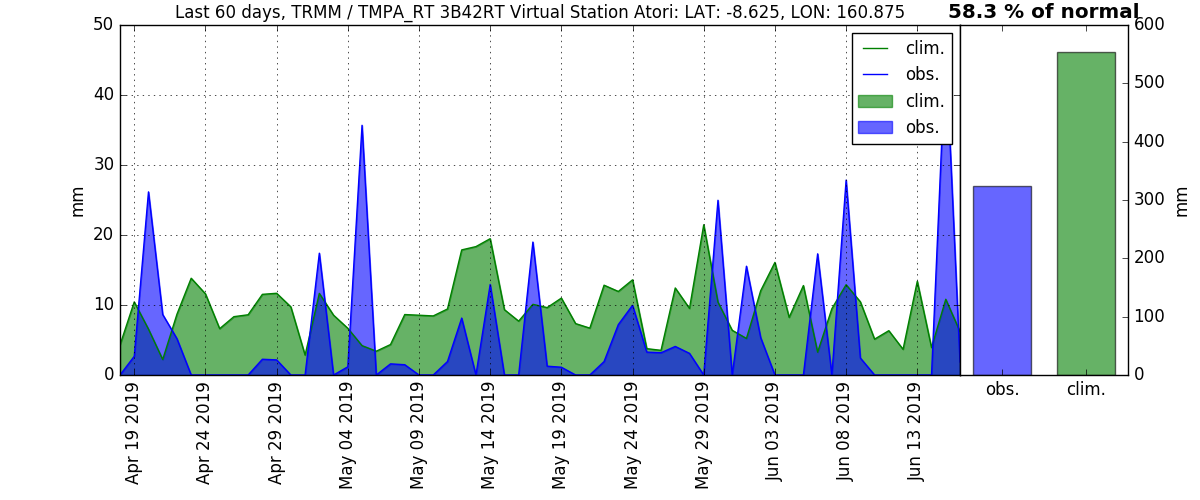 Last 60 days, TRMM / TMPA_RT 3B42RT Virtual Station Atori: LAT: -8.625, LON: 160.875
58.3 % of normal
50
40
30
20
10
0
mm
clim.
obs.
clim.
obs.
600
500
400
300
200
100
0
mm
obs.
clim.
Apr 19 2019
Apr 24 2019
Apr 29 2019
May 04 2019
May 09 2019
May 14 2019
May 19 2019
May 24 2019
May 29 2019
Jun 03 2019
Jun 08 2019
Jun 13 2019